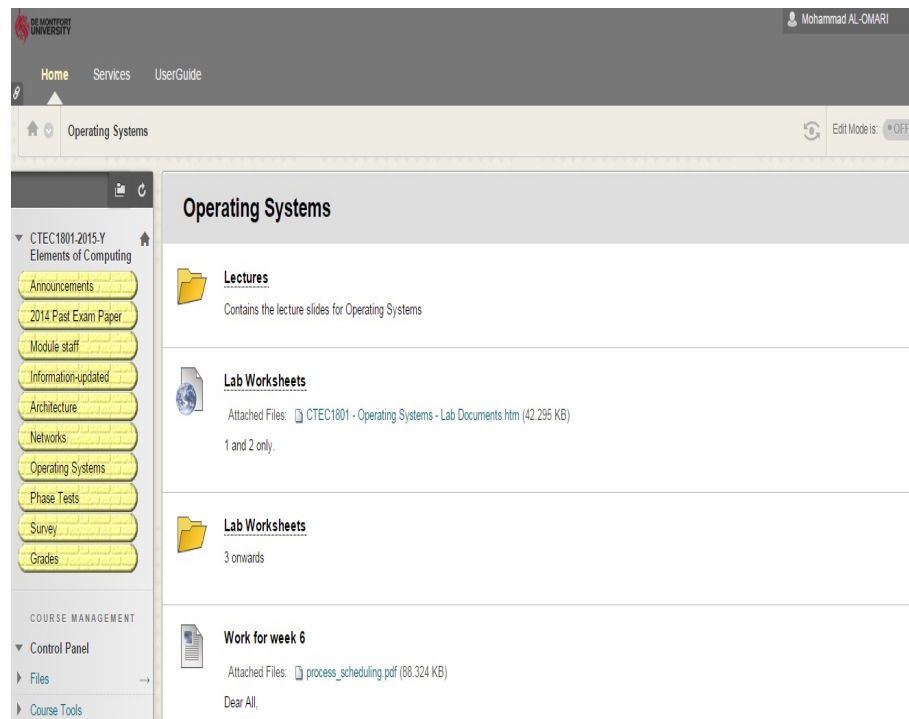 DE MONTFORT
UNIVERSITY
Mohammad AL-OMARI
Home Services UserGuide
Operating Systems
Edit Mode is: OFF
CTEC1801-2015-Y
Elements of Computing
Announcements
2014 Past Exam Paper
Module staff
Information-updated
Architecture
Networks
Operating Systems
Phase Tests
Survey
Grades
COURSE MANAGEMENT
Control Panel
Files
Course Tools
Operating Systems
Lectures
Contains the lecture slides for Operating Systems
Lab Worksheets
Attached Files: CTEC1801 - Operating Systems - Lab Documents.htm (42.295 KB)
1 and 2 only.
Lab Worksheets
3 onwards
Work for week 6
Attached Files: process_scheduling.pdf (88.324 KB)
Dear All,